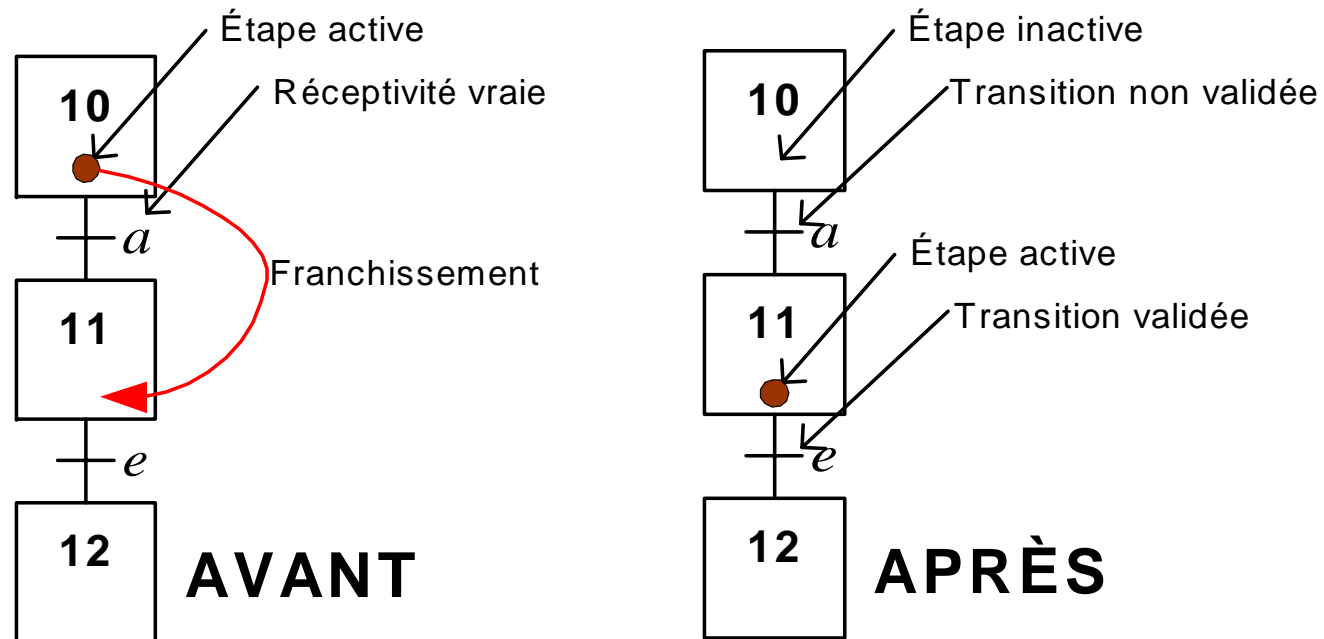 Étape active
Réceptivité vraie
10
a
Franchissement
11
e
12
AVANT
Étape inactive
Transition non validée
10
a
Étape active
11
Transition validée
e
12
APRÈS